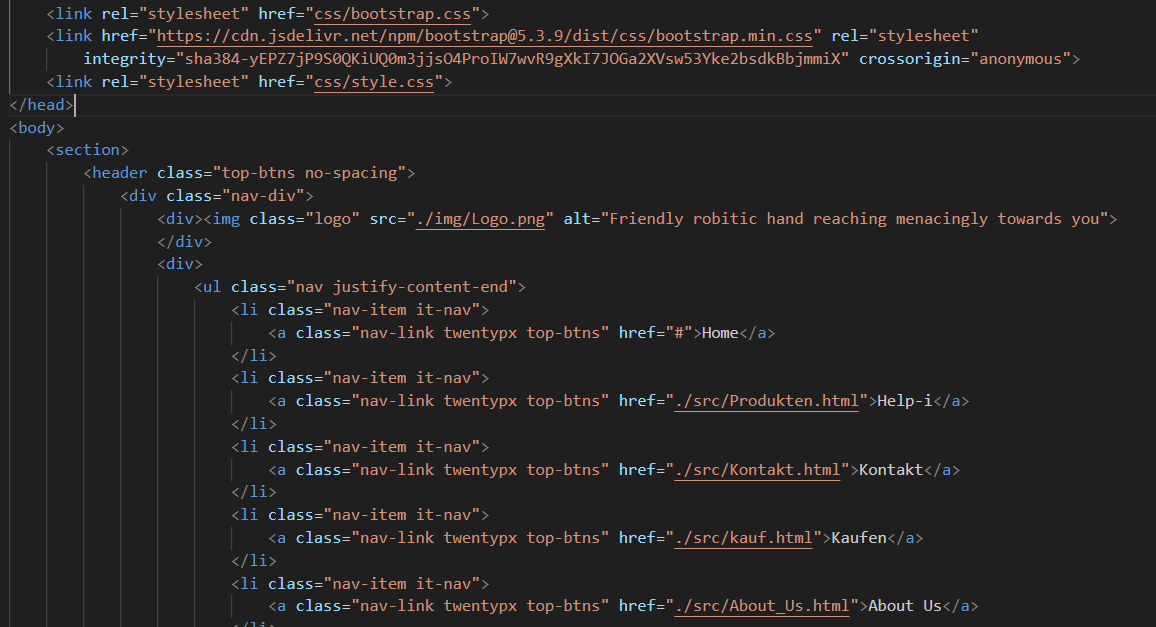 <link rel="stylesheet" href="css/bootstrap.css">
<link href="https://cdn.jsdelivr.net/npm/bootstrap@5.3.9/dist/css/bootstrap.min.css" rel="stylesheet"
integrity="sha384-yEPZ7jP9S0QKiUQ0m3jjsO4ProIW7wvR9gXkI7JOGa2XVsw53Yke2bsdkBbjmmiX" crossorigin="anonymous">
<link rel="stylesheet" href="css/style.css">
</head>
<body>
<section>
<header class="top-btns no-spacing">
<div class="nav-div">
<div><img class="logo" src="./img/Logo.png" alt="Friendly robitic hand reaching menacingly towards you">
</div>
<div>
<ul class="nav justify-content-end">
<li class="nav-item it-nav">
<a class="nav-link twentypx top-btns" href="#">Home</a>
</li>
<li class="nav-item it-nav">
<a class="nav-link twentypx top-btns" href="./src/Produkten.html">Help-i</a>
</li>
<li class="nav-item it-nav">
<a class="nav-link twentypx top-btns" href="./src/Kontakt.html">Kontakt</a>
</li>
<li class="nav-item it-nav">
<a class="nav-link twentypx top-btns" href="./src/kauf.html">Kaufen</a>
</li>
<li class="nav-item it-nav">
<a class="nav-link twentypx top-btns" href="./src/About_Us.html">About Us</a>
</li>